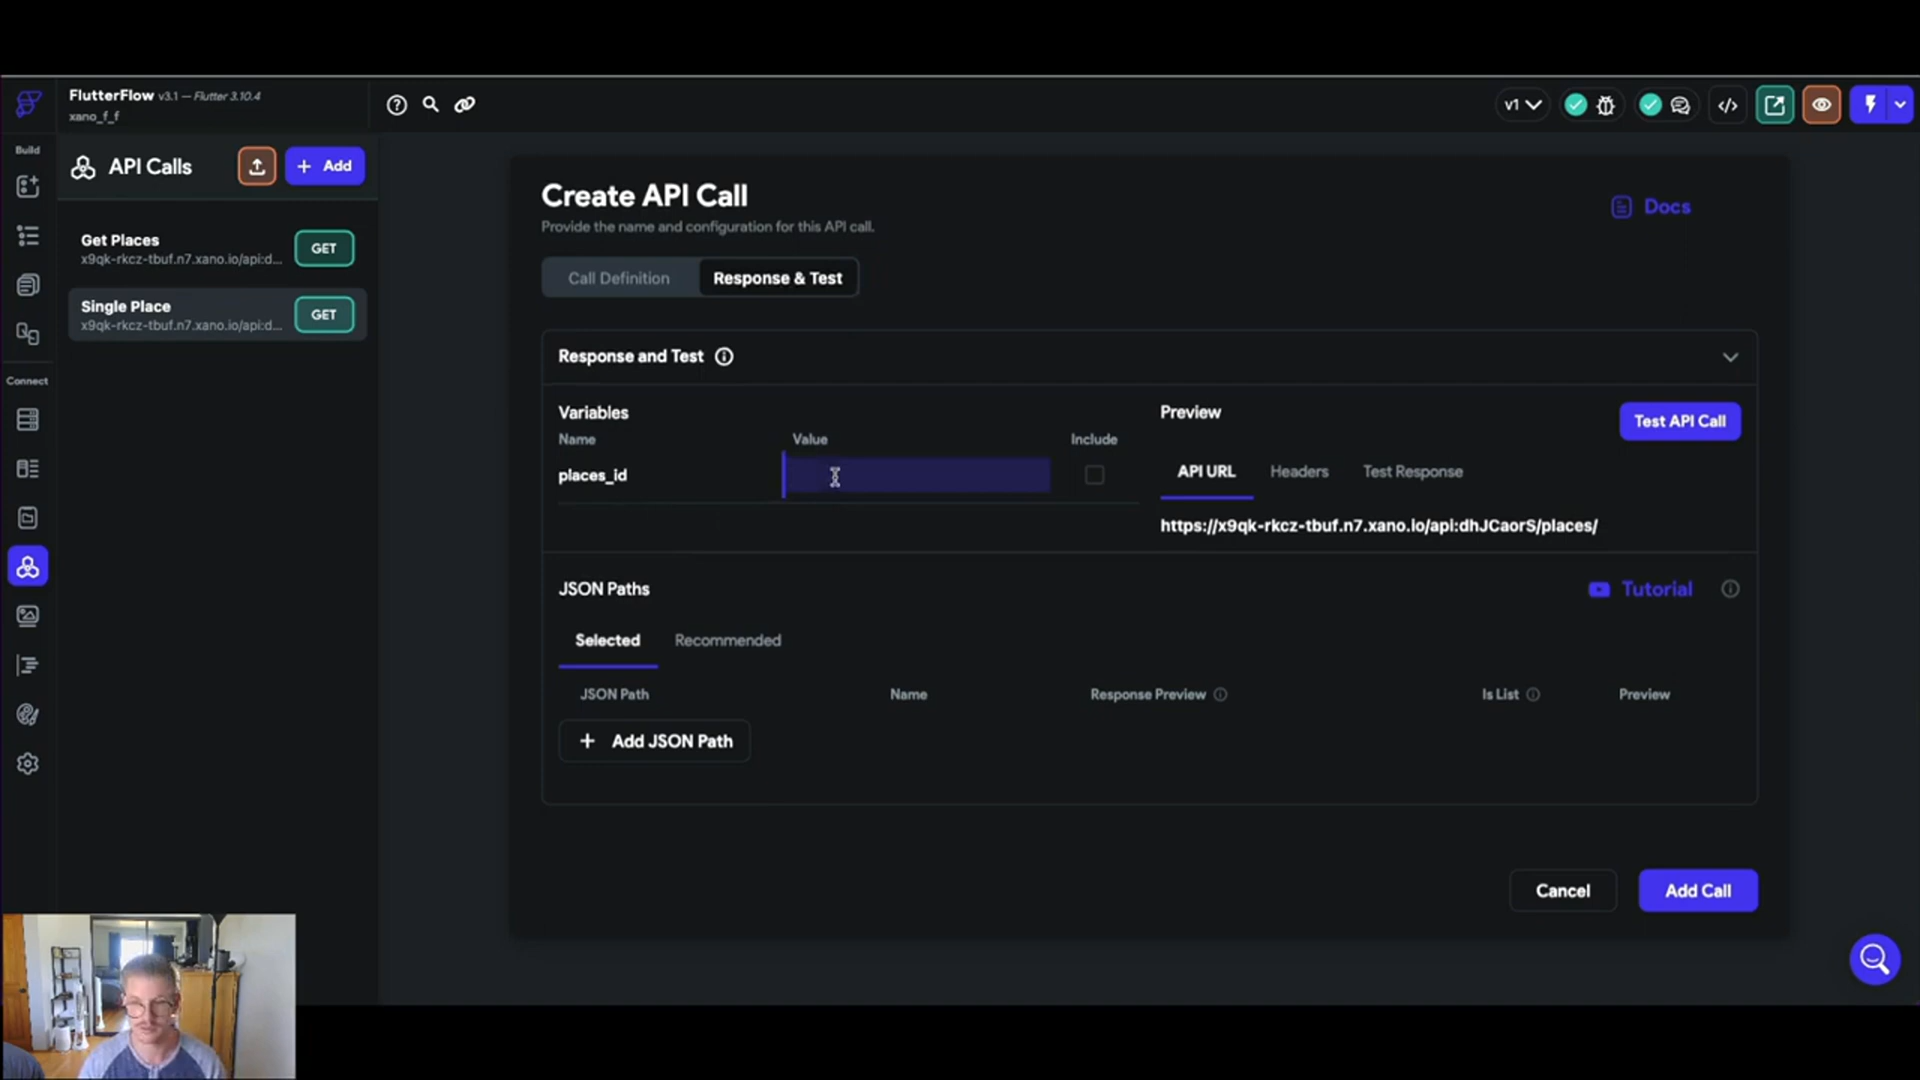 FlutterFlow v3.1 — Flutter 3.10.4
xano_f_f
v1
Build
API Calls
+ Add
Get Places
x9qk-rkcz-tbuf.n7.xano.io/api:d...
GET
Single Place
x9qk-rkcz-tbuf.n7.xano.io/api:d...
GET
Connect
Create API Call
Provide the name and configuration for this API call.
Docs
Call Definition
Response & Test
Response and Test
Variables
Name
Value
Include
places_id
Preview
Test API Call
API URL
Headers
Test Response
https://x9qk-rkcz-tbuf.n7.xano.io/api:dhJCaorS/places/
JSON Paths
Tutorial
Selected
Recommended
JSON Path
Name
Response Preview
Is List
Preview
+ Add JSON Path
Cancel
Add Call